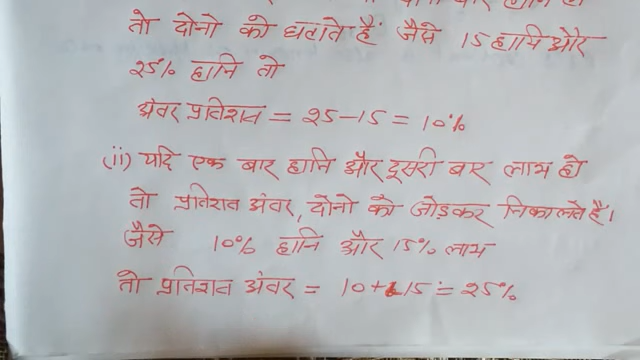 तो दोनो को घटाते हैं जैसे 15 हानि और
25% हानि तो
अंतर प्रतिशत = 25-15 = 10%
(ii) यदि एक बार हानि और दूसरी बार लाभ हो
तो प्रतिशत अंतर, दोनो को जोड़कर निकालते हैं।
जैसे 10% हानि और 15% लाभ
तो प्रतिशत अंतर = 10+15 = 25%